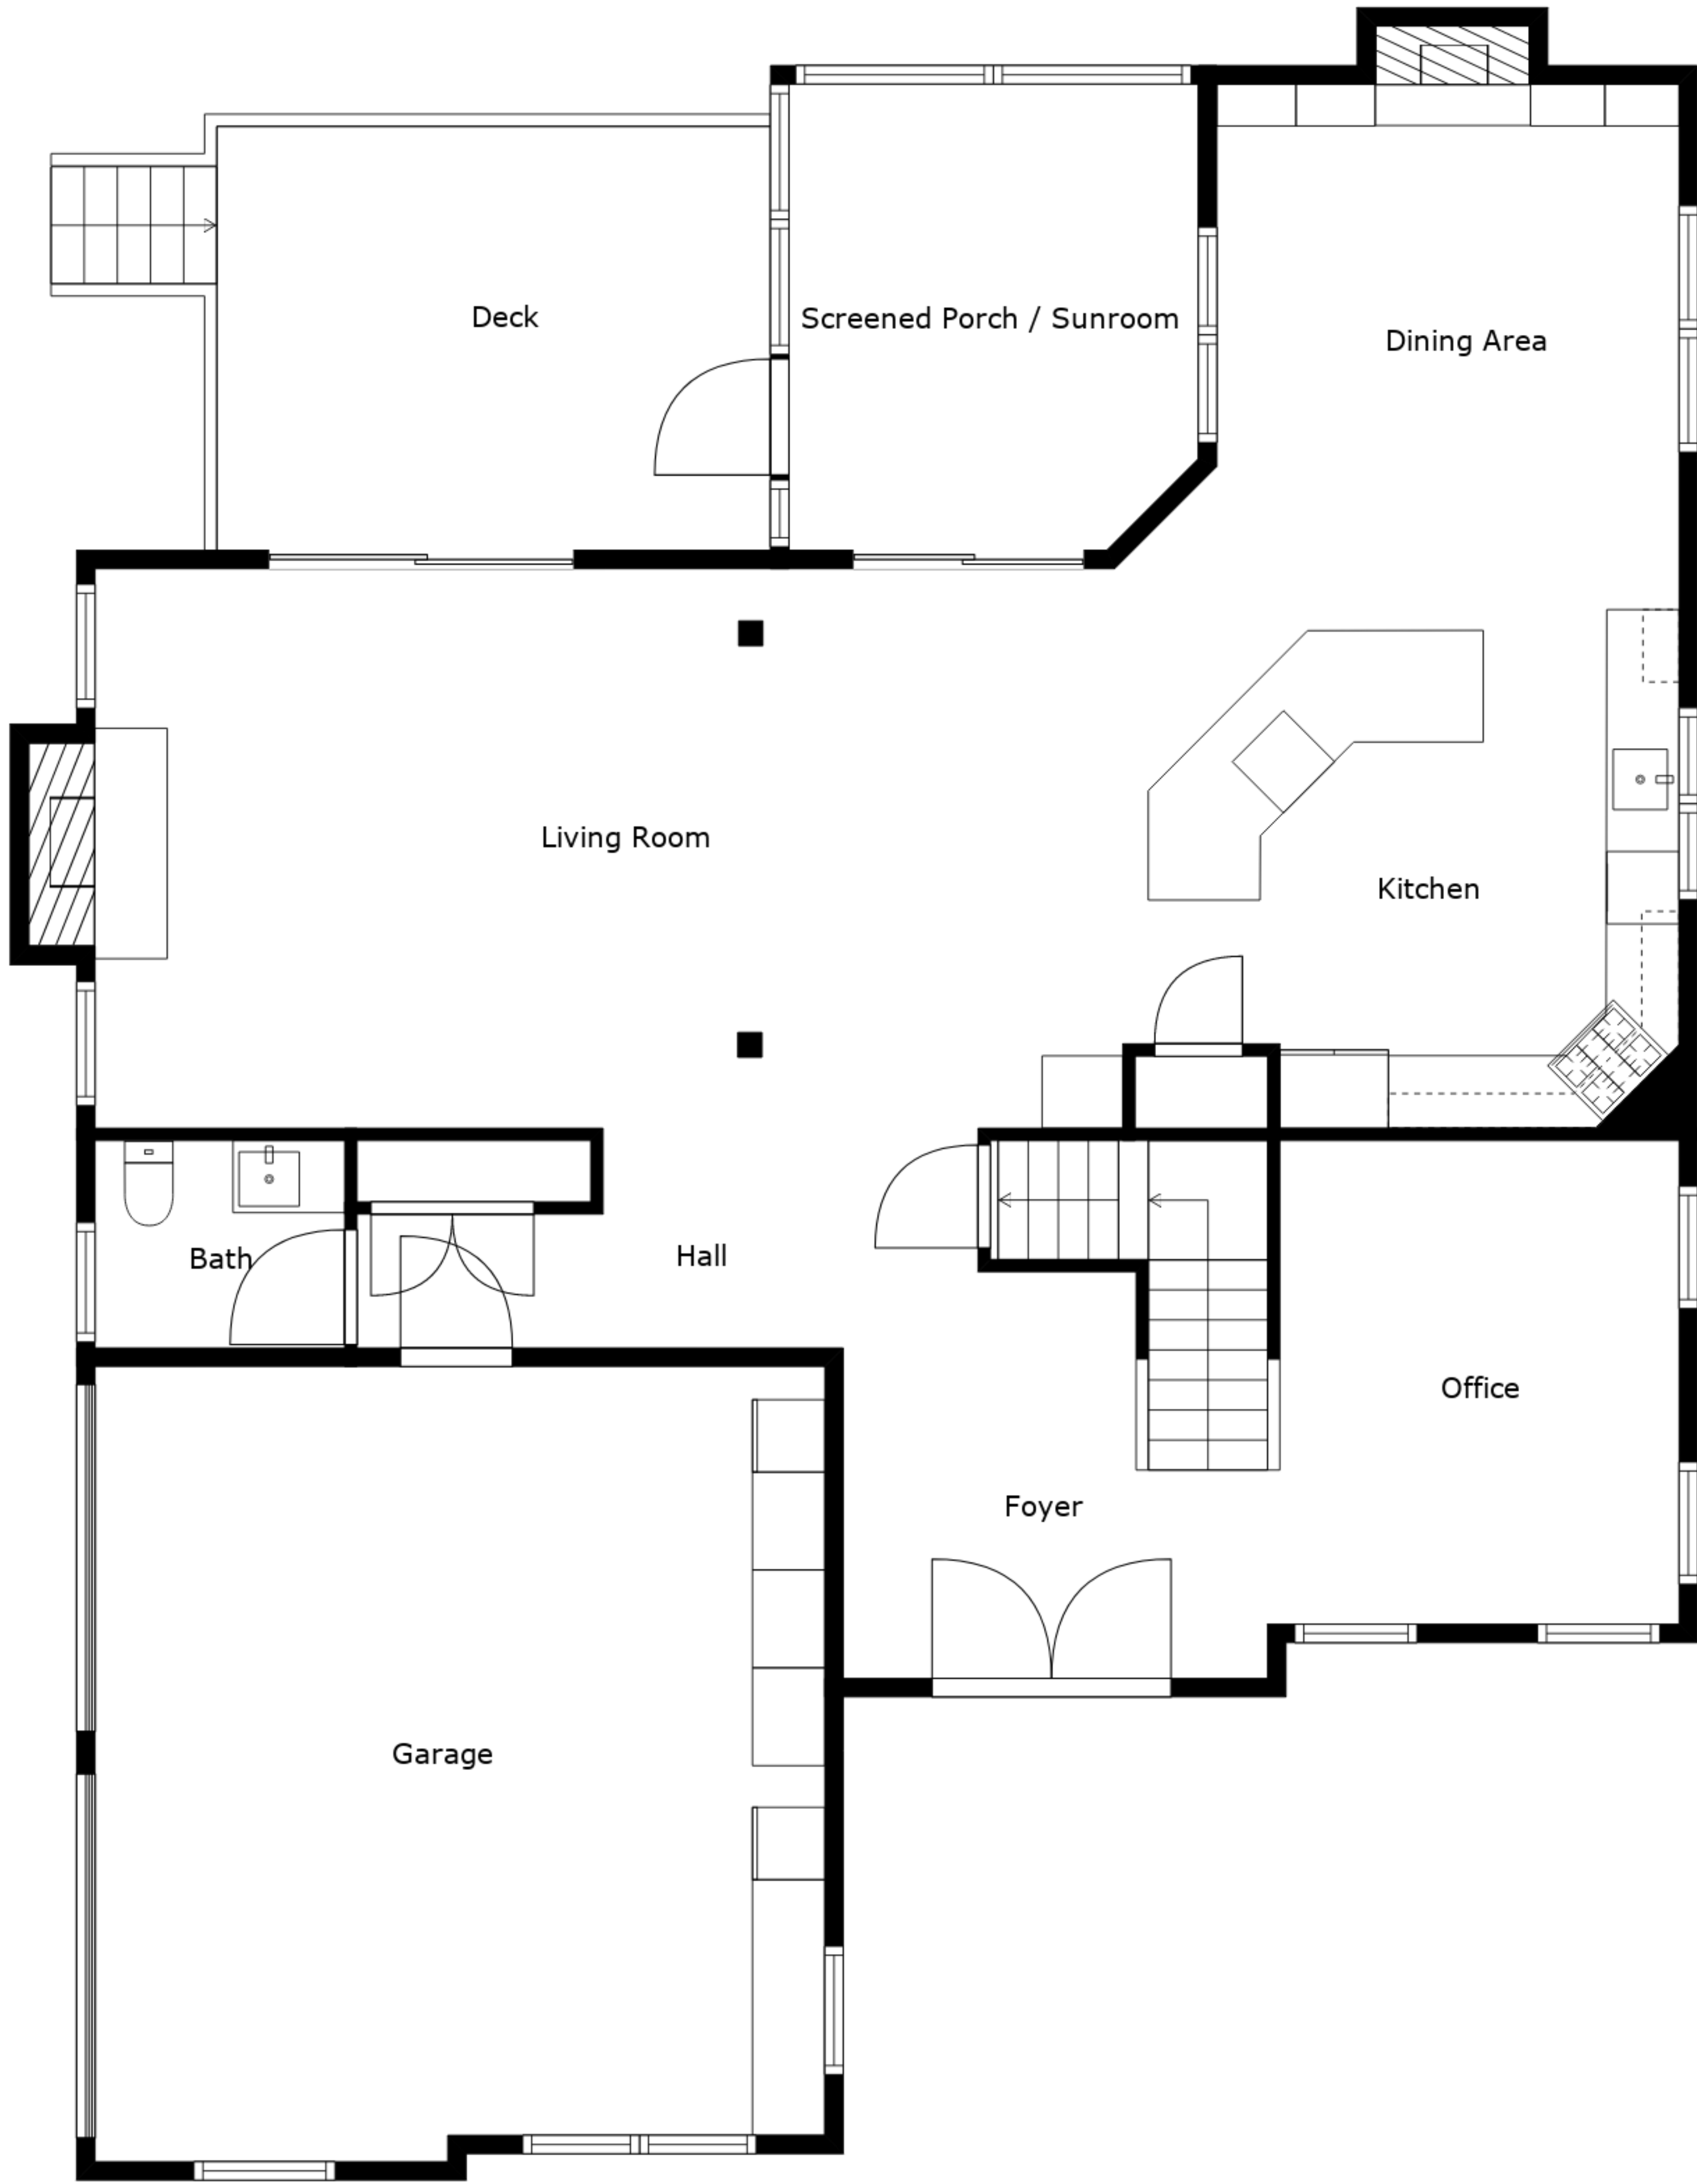 Deck
Screened Porch / Sunroom
Dining Area
Living Room
Kitchen
Bath
Hall
Office
Foyer
Garage